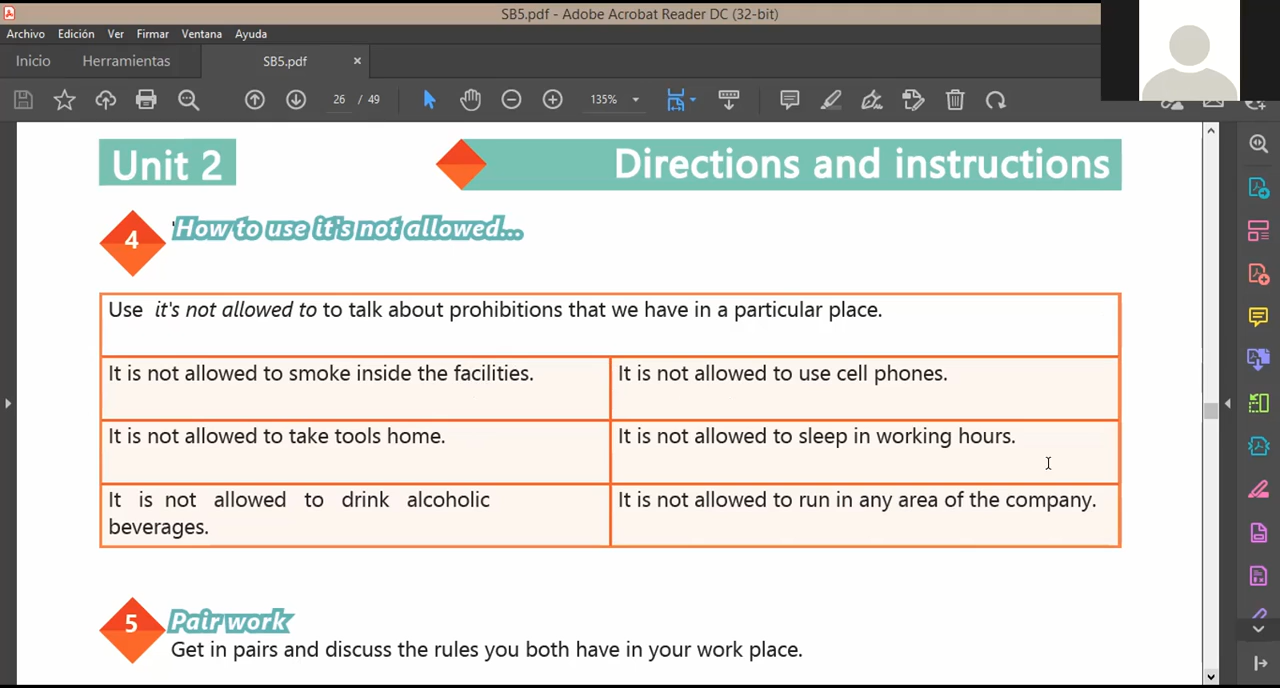 SB5.pdf - Adobe Acrobat Reader DC (32-bit)
Archivo Edición Ver Firmar Ventana Ayuda
Inicio Herramientas SB5.pdf ×
26 / 49 135%
Unit 2 Directions and instructions
4 'How to use it's not allowed...
Use it's not allowed to to talk about prohibitions that we have in a particular place.
It is not allowed to smoke inside the facilities. It is not allowed to use cell phones.
It is not allowed to take tools home. It is not allowed to sleep in working hours.
It is not allowed to drink alcoholic It is not allowed to run in any area of the company.
beverages.
5 Pair work
Get in pairs and discuss the rules you both have in your work place.